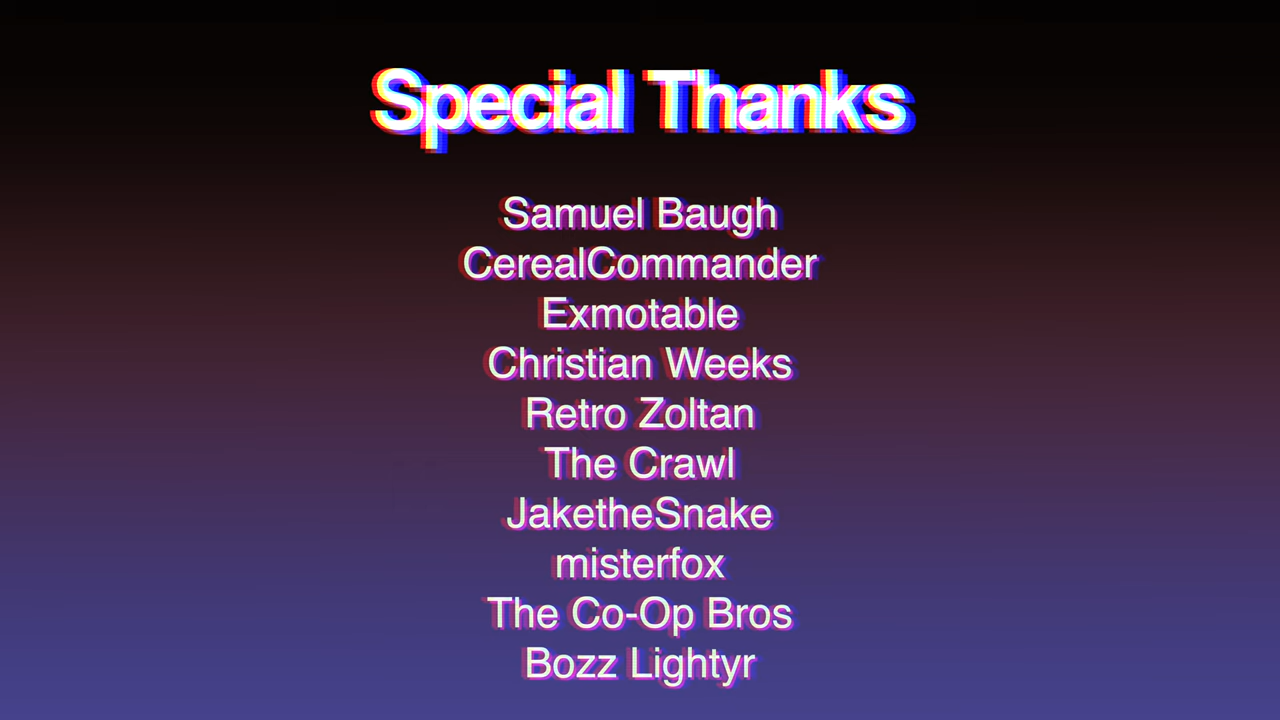 Special Thanks
Samuel Baugh
CerealCommander
Exmotable
Christian Weeks
Retro Zoltan
The Crawl
JaketheSnake
misterfox
The Co-Op Bros
Bozz Lightyr